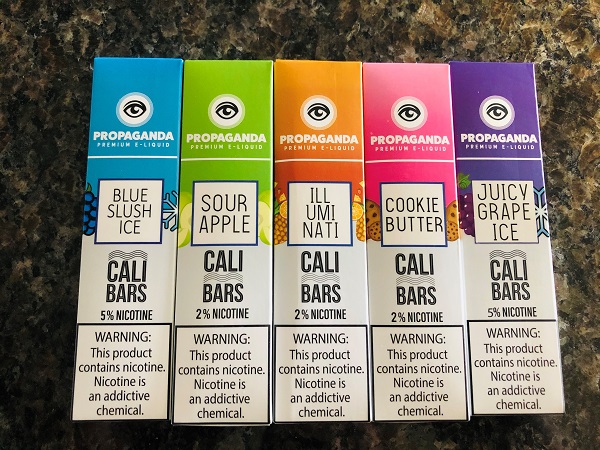 PROPAGANDA
PREMIUM E-LIQUID
BLUE
SLUSH
ICE
CALI
BARS
5% NICOTINE
WARNING:
This product
contains nicotine.
Nicotine is
an addictive
chemical.
PROPAGANDA
PREMIUM E-LIQUID
SOUR
APPLE
CALI
BARS
2% NICOTINE
WARNING:
This product
contains nicotine.
Nicotine is
an addictive
chemical.
PROPAGANDA
PREMIUM E-LIQUID
ILL
UMI
NATI
CALI
BARS
2% NICOTINE
WARNING:
This product
contains nicotine.
Nicotine is
an addictive
chemical.
PROPAGANDA
PREMIUM E-LIQUID
COOKIE
BUTTER
CALI
BARS
2% NICOTINE
WARNING:
This product
contains nicotine.
Nicotine is
an addictive
chemical.
PROPAGANDA
PREMIUM E-LIQUID
JUICY
GRAPE
ICE
CALI
BARS
5% NICOTINE
WARNING:
This product
contains nicotine.
Nicotine is
an addictive
chemical.